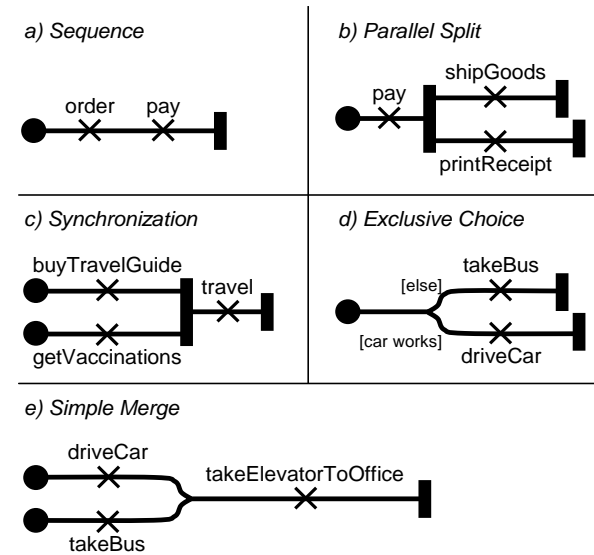 a) Sequence
order
pay
b) Parallel Split
shipGoods
pay
printReceipt
c) Synchronization
buyTravelGuide
travel
getVaccinations
d) Exclusive Choice
takeBus
[else]
[car works]
driveCar
e) Simple Merge
driveCar
takeElevatorToOffice
takeBus